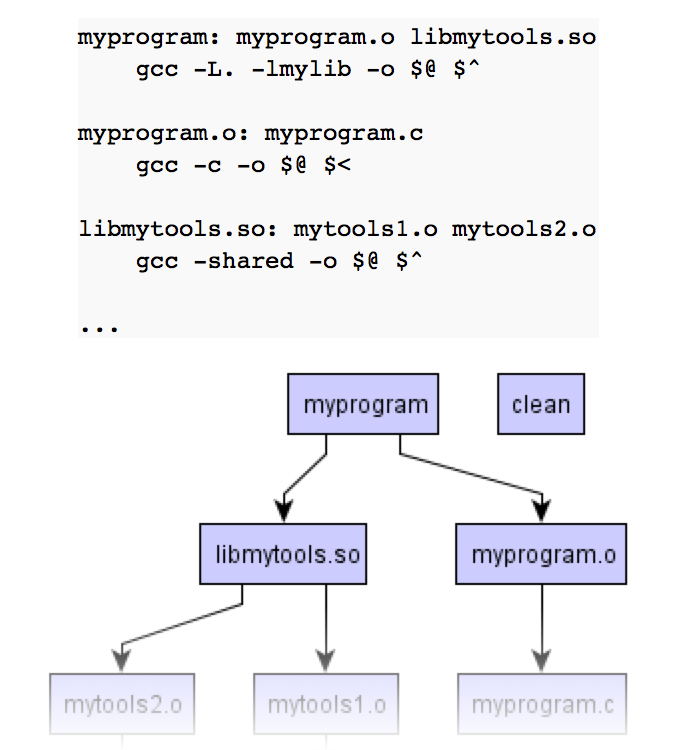 myprogram: myprogram.o libmytools.so
gcc -L. -lmylib -o $@ $^
myprogram.o: myprogram.c
gcc -c -o $@ $<
libmytools.so: mytools1.o mytools2.o
gcc -shared -o $@ $^
...
myprogram
clean
libmytools.so
myprogram.o
mytools2.o
mytools1.o
myprogram.c